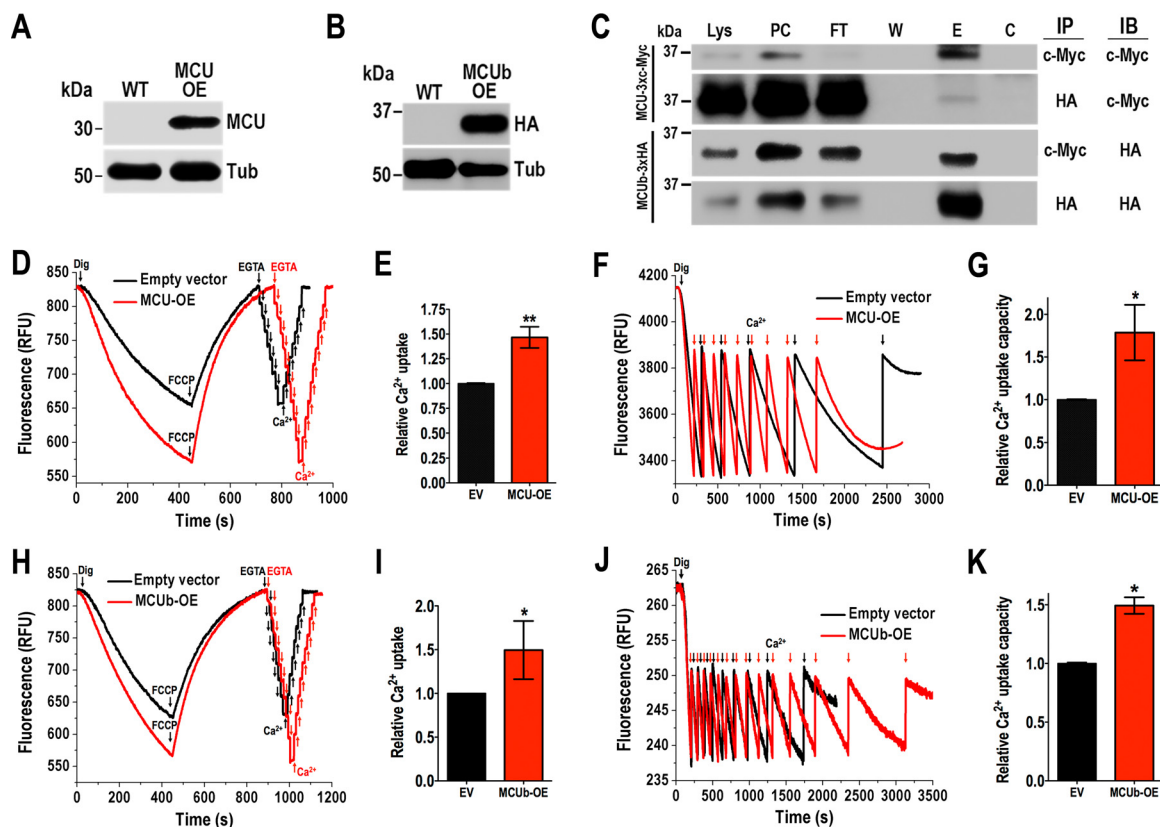 A
kDa
WT
MCU
OE
30
MCU
50
Tub
B
kDa
WT
MCUb
OE
37
HA
50
Tub
C
kDa
Lys
PC
FT
W
E
C
IP
IB
MCU-3xc-Myc
37
c-Myc
c-Myc
37
HA
c-Myc
MCUb-3xHA
37
c-Myc
HA
37
HA
HA
D
Dig
Empty vector
MCU-OE
EGTA
EGTA
FCCP
FCCP
Ca2+
Ca2+
Fluorescence (RFU)
850
800
750
700
650
600
550
0
200
400
600
800
1000
Time (s)
E
Relative Ca2+ uptake
1.75
1.50
1.25
1.00
0.75
0.50
0.25
0.00
**
EV
MCU-OE
F
Dig
Empty vector
MCU-OE
Ca2+
Fluorescence (RFU)
4200
4000
3800
3600
3400
0
500
1000
1500
2000
2500
3000
Time (s)
G
Relative Ca2+ uptake capacity
2.0
1.5
1.0
0.5
0.0
*
EV
MCU-OE
H
Dig
Empty vector
MCUb-OE
EGTA
EGTA
FCCP
FCCP
Ca2+
Ca2+
Fluorescence (RFU)
850
800
750
700
650
600
550
0
200
400
600
800
1000
1200
Time (s)
I
Relative Ca2+ uptake
2.0
1.5
1.0
0.5
0.0
*
EV
MCUb-OE
J
Dig
Empty vector
MCUb-OE
Ca2+
Fluorescence (RFU)
265
260
255
250
245
240
235
0
500
1000
1500
2000
2500
3000
3500
Time (s)
K
Relative Ca2+ uptake capacity
1.5
1.0
0.5
0.0
*
EV
MCUb-OE